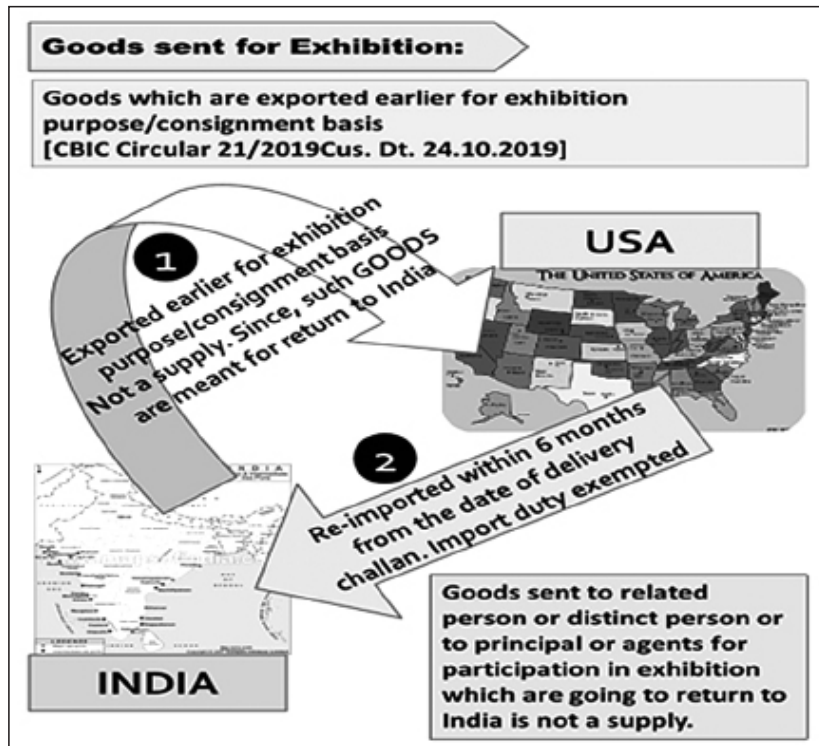 Goods sent for Exhibition:
Goods which are exported earlier for exhibition
purpose/consignment basis
[CBIC Circular 21/2019Cus. Dt. 24.10.2019]
1
Exported earlier for exhibition
purpose/consignment basis
Not a supply. Since, such GOODS
are meant for return to India
USA
THE UNITED STATES OF AMERICA
2
Re-imported within 6 months
from the date of delivery
challan. Import duty exempted
INDIA
LEGENDS
INDIA
Goods sent to related
person or distinct person or
to principal or agents for
participation in exhibition
which are going to return to
India is not a supply.